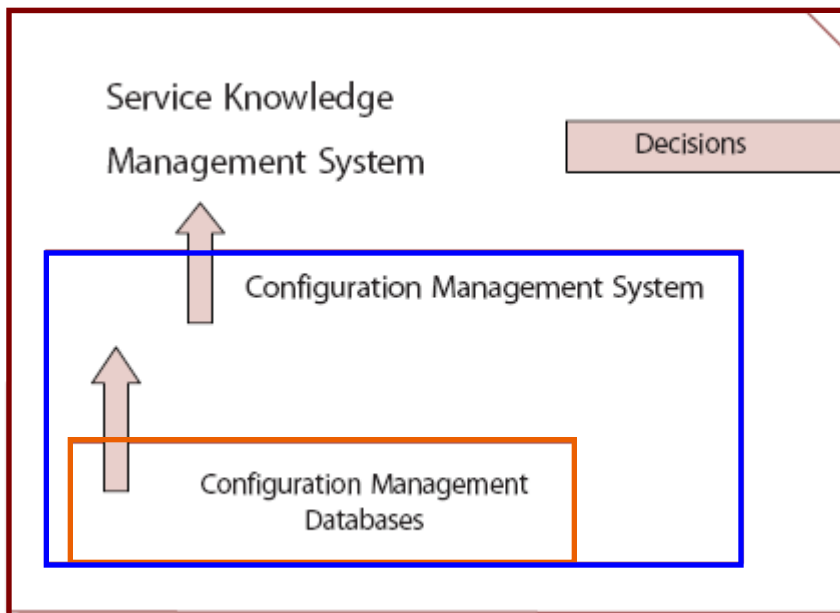 Service Knowledge
Management System
Decisions
Configuration Management System
Configuration Management
Databases